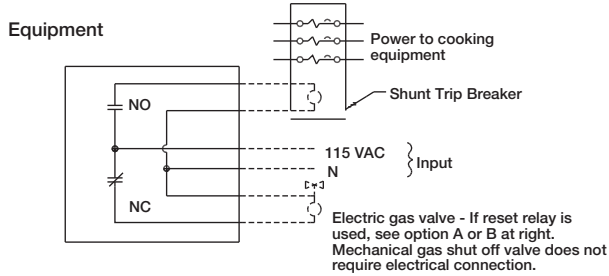 Equipment
Power to cooking
equipment
Shunt Trip Breaker
NO
115 VAC
N
Input
NC
Electric gas valve - If reset relay is
used, see option A or B at right.
Mechanical gas shut off valve does not
require electrical connection.